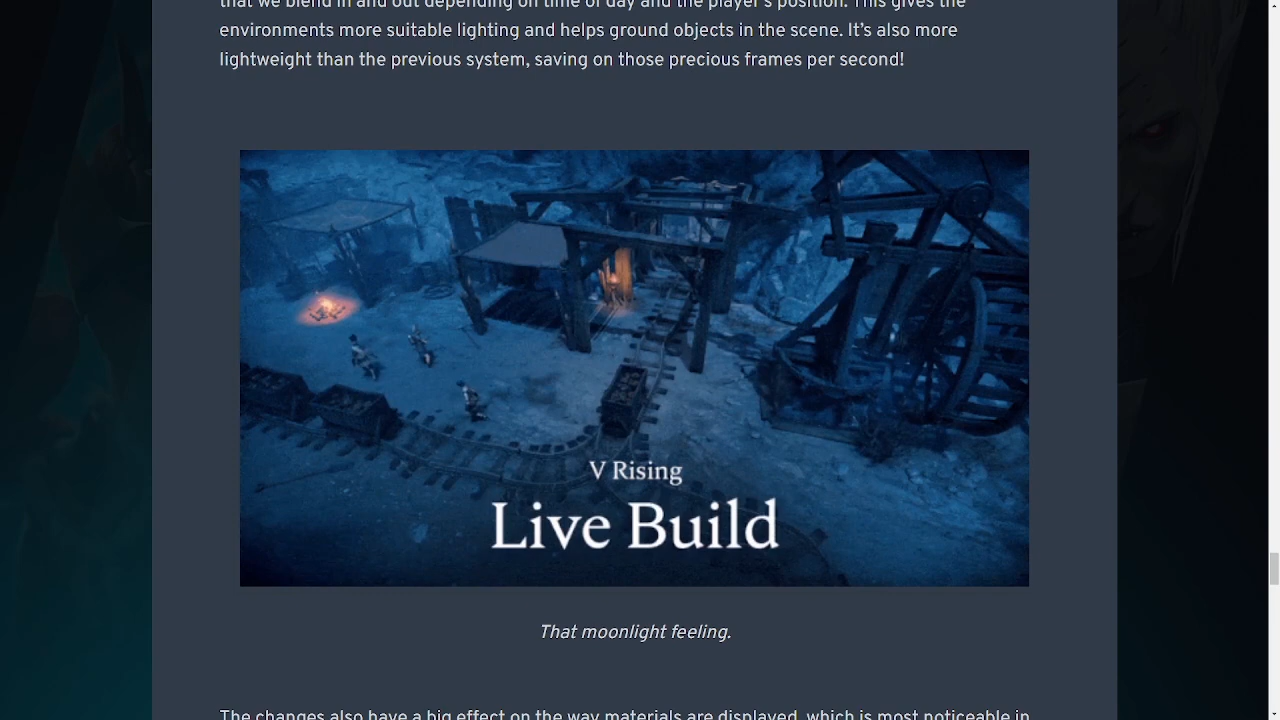 that we blend in and out depending on time of day and the player's position. This gives the
environments more suitable lighting and helps ground objects in the scene. It’s also more
lightweight than the previous system, saving on those precious frames per second!
V Rising
Live Build
That moonlight feeling.
The changes also have a big effect on the way materials are displayed, which is most noticeable in